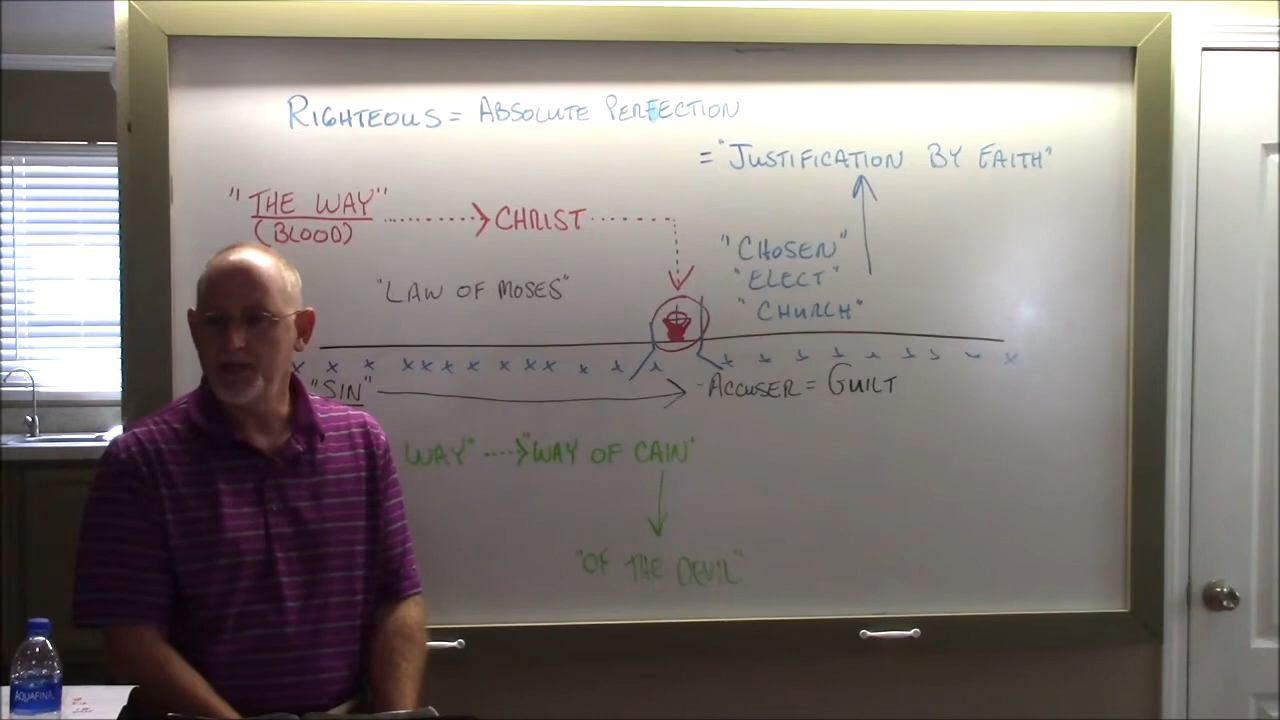 RIGHTEOUS = ABSOLUTE PERFECTION
= "JUSTIFICATION BY FAITH"
"THE WAY" CHRIST
(BLOOD)
"CHOSEN"
"ELECT"
"CHURCH"
"LAW OF MOSES"
"SIN" ACCUSER = GUILT
WAY" "WAY OF CAIN"
"OF THE DEVIL"
AQUAFINA